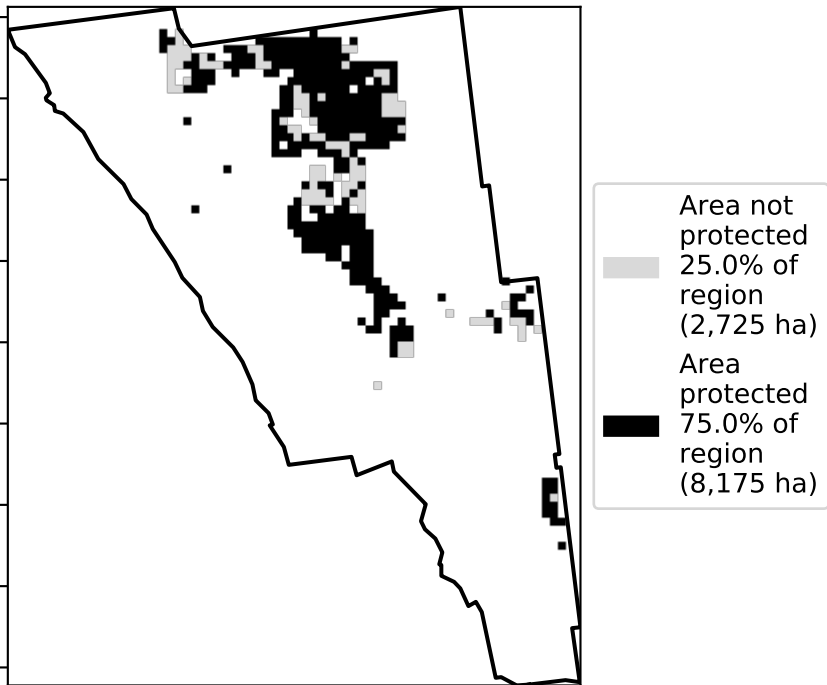 Area not
protected
25.0% of
region
(2,725 ha)
Area
protected
75.0% of
region
(8,175 ha)